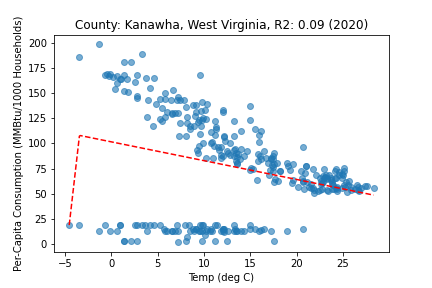 County: Kanawha, West Virginia, R2: 0.09 (2020)
Per-Capita Consumption (MMBtu/1000 Households)
200
175
150
125
100
75
50
25
0
−5 0 5 10 15 20 25
Temp (deg C)